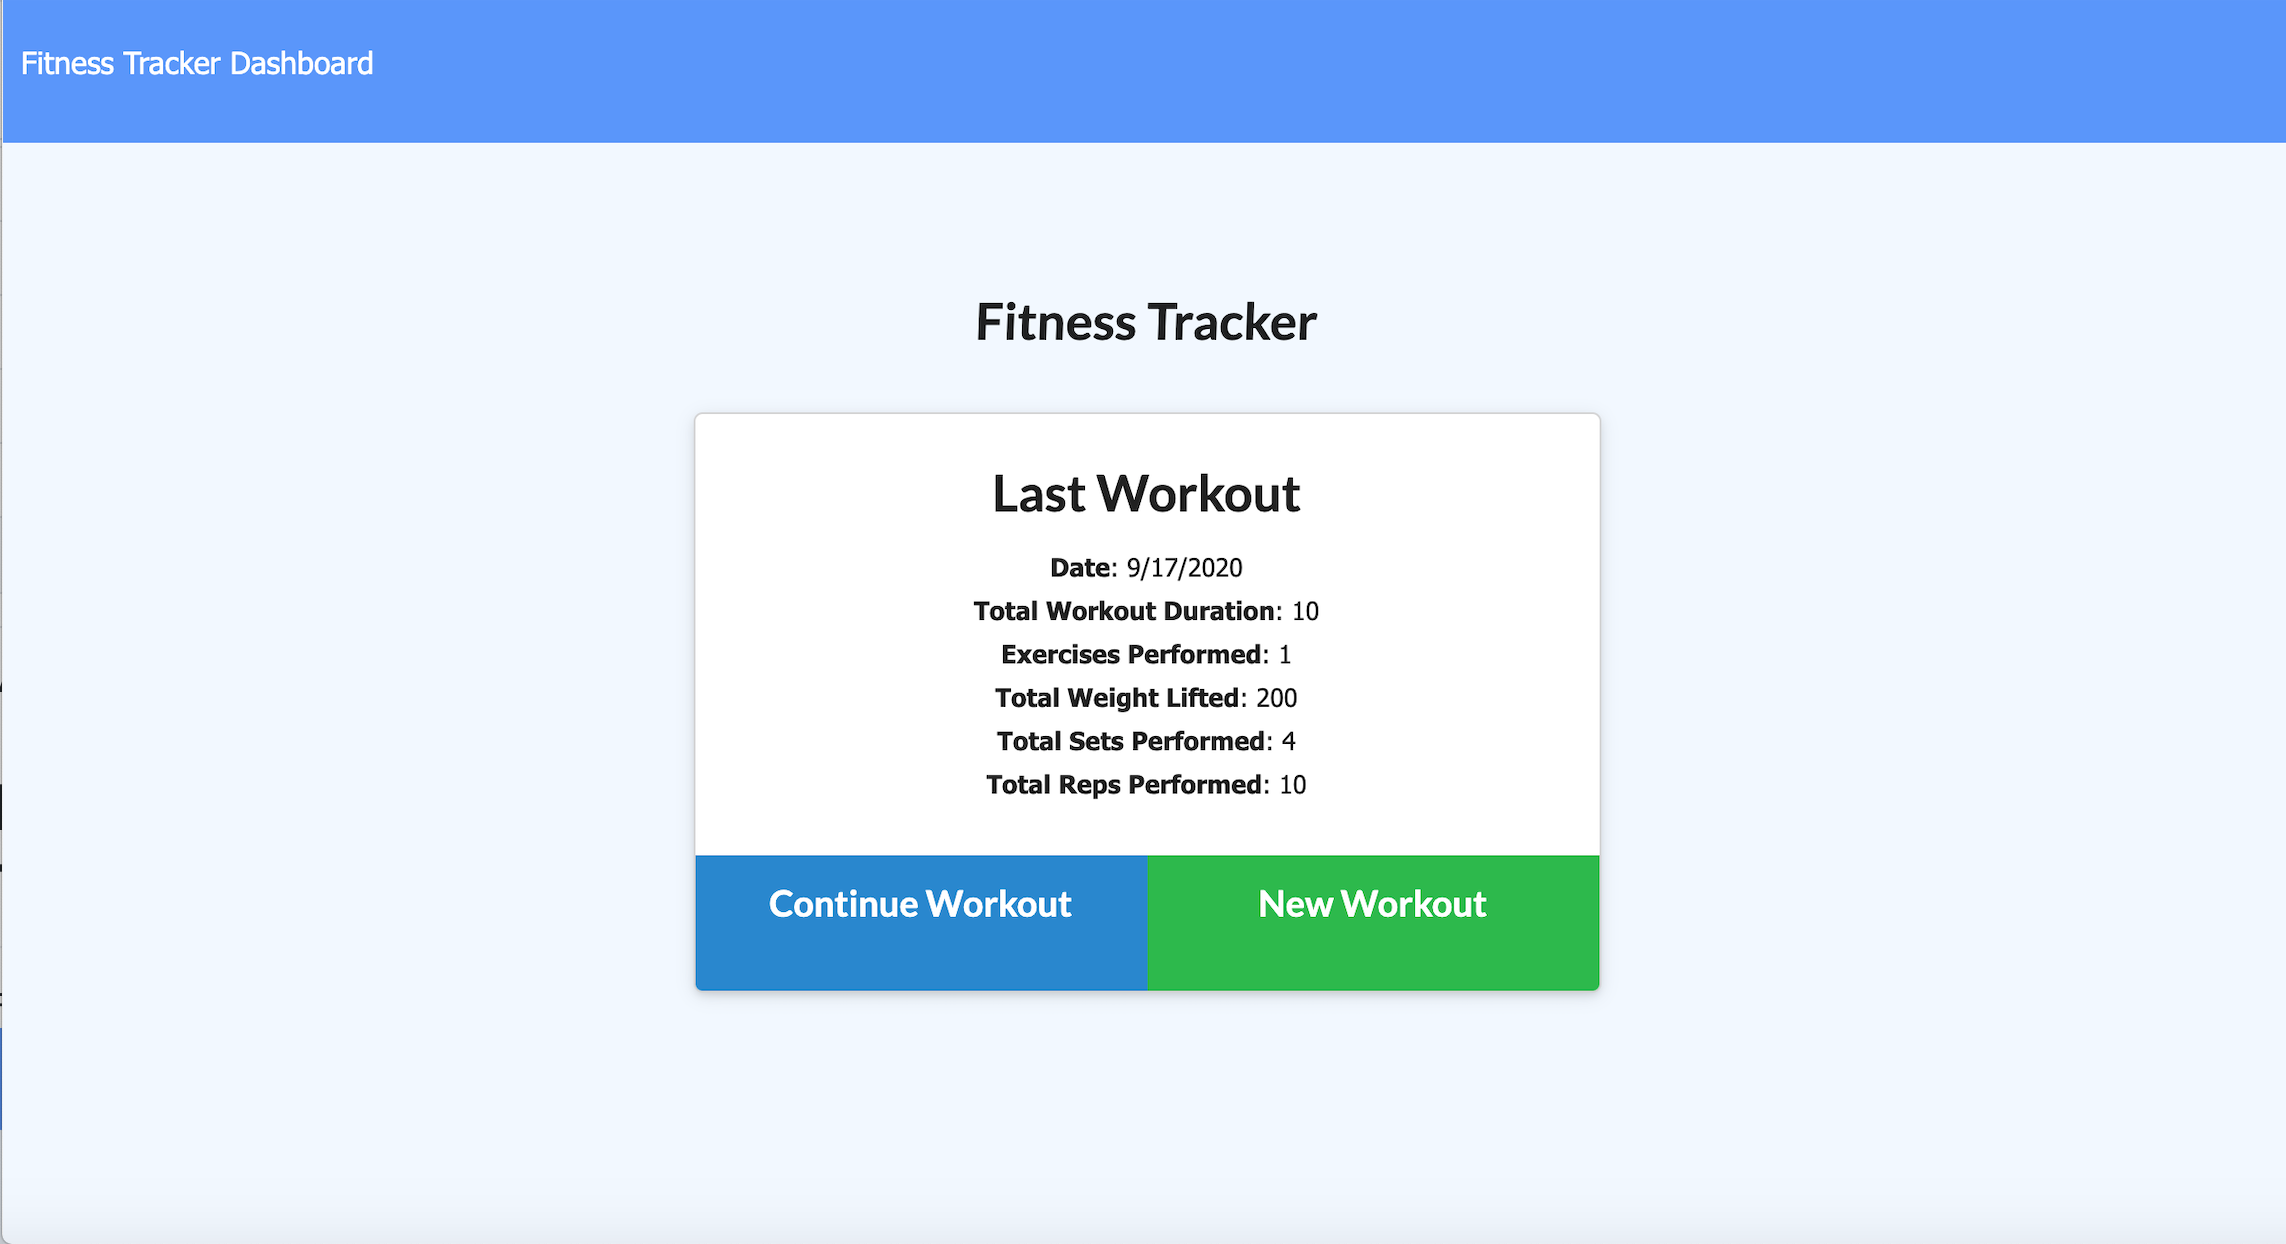 Fitness Tracker Dashboard
Fitness Tracker
Last Workout
Date: 9/17/2020
Total Workout Duration: 10
Exercises Performed: 1
Total Weight Lifted: 200
Total Sets Performed: 4
Total Reps Performed: 10
Continue Workout New Workout